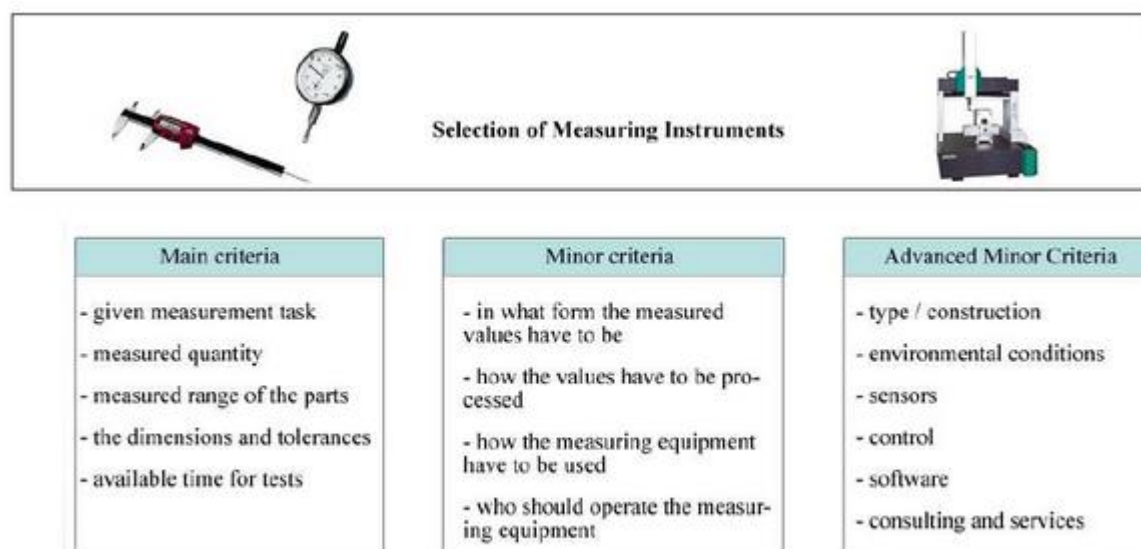 Selection of Measuring Instruments
Main criteria
- given measurement task
- measured quantity
- measured range of the parts
- the dimensions and tolerances
- available time for tests
Minor criteria
- in what form the measured
values have to be
- how the values have to be pro-
cessed
- how the measuring equipment
have to be used
- who should operate the measur-
ing equipment
Advanced Minor Criteria
- type / construction
- environmental conditions
- sensors
- control
- software
- consulting and services